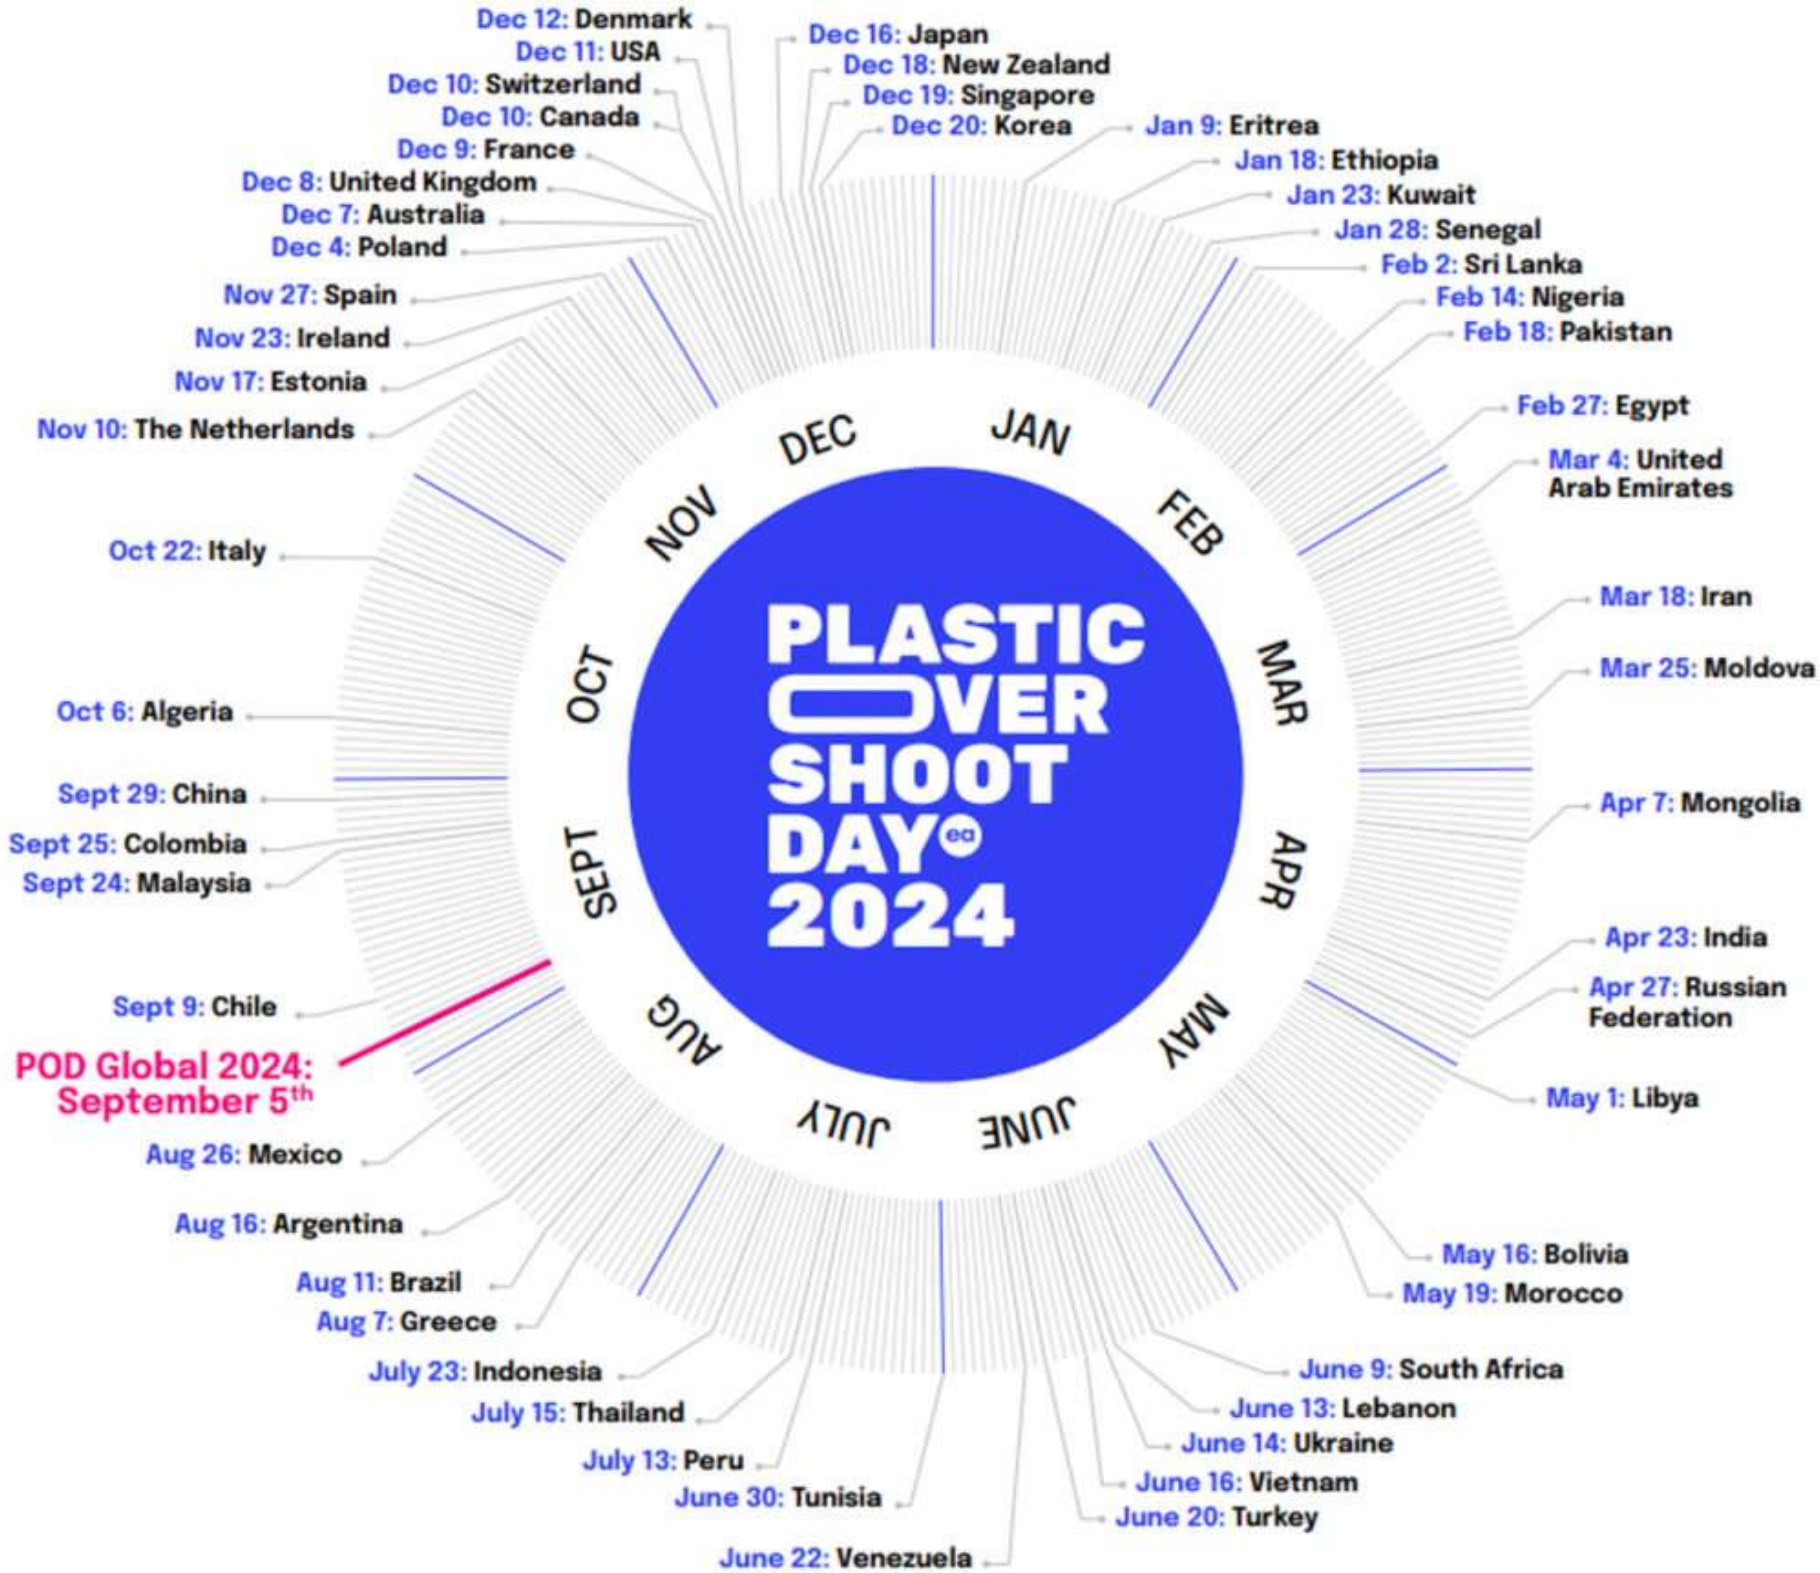 Dec 12: Denmark
Dec 11: USA
Dec 10: Switzerland
Dec 10: Canada
Dec 9: France
Dec 8: United Kingdom
Dec 7: Australia
Dec 4: Poland
Nov 27: Spain
Nov 23: Ireland
Nov 17: Estonia
Nov 10: The Netherlands
Oct 22: Italy
Oct 6: Algeria
Sept 29: China
Sept 25: Colombia
Sept 24: Malaysia
Sept 9: Chile
POD Global 2024:
September 5th
Aug 26: Mexico
Aug 16: Argentina
Aug 11: Brazil
Aug 7: Greece
July 23: Indonesia
July 15: Thailand
July 13: Peru
June 30: Tunisia
June 22: Venezuela
Dec 16: Japan
Dec 18: New Zealand
Dec 19: Singapore
Dec 20: Korea
Jan 9: Eritrea
Jan 18: Ethiopia
Jan 23: Kuwait
Jan 28: Senegal
Feb 2: Sri Lanka
Feb 14: Nigeria
Feb 18: Pakistan
Feb 27: Egypt
Mar 4: United
Arab Emirates
Mar 18: Iran
Mar 25: Moldova
Apr 7: Mongolia
Apr 23: India
Apr 27: Russian
Federation
May 1: Libya
May 16: Bolivia
May 19: Morocco
June 9: South Africa
June 13: Lebanon
June 14: Ukraine
June 16: Vietnam
June 20: Turkey
JAN
FEB
MAR
APR
MAY
JUNE
JULY
AUG
SEPT
OCT
NOV
DEC
PLASTIC
OVER
SHOOT
DAY ea
2024